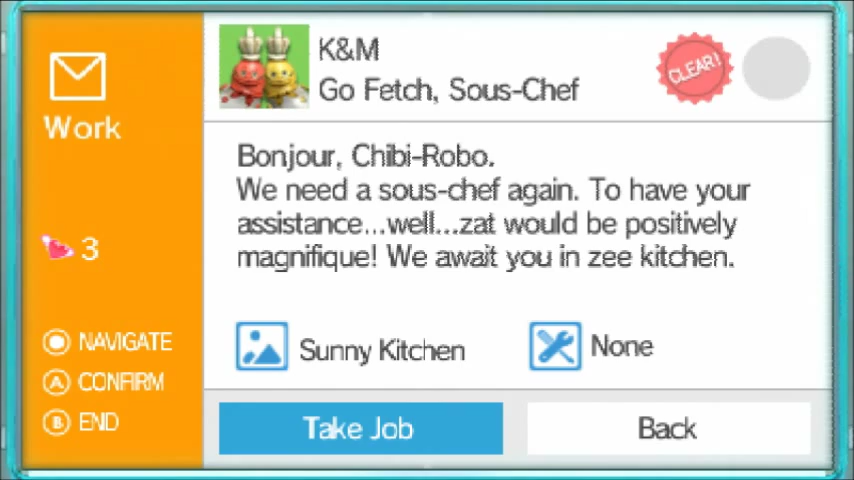 Work
3
NAVIGATE
A CONFIRM
B END
K&M
Go Fetch, Sous-Chef
CLEAR!
Bonjour, Chibi-Robo.
We need a sous-chef again. To have your
assistance...well...zat would be positively
magnifique! We await you in zee kitchen.
Sunny Kitchen
None
Take Job
Back